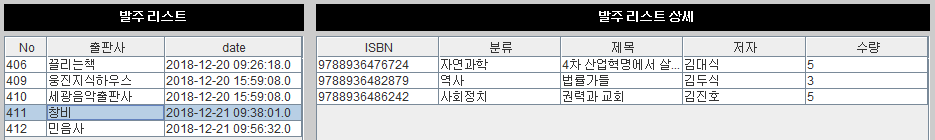 발주 리스트
No 출판사 date
406 끌리는책 2018-12-20 09:26:18.0
409 웅진지식하우스 2018-12-20 15:59:08.0
410 세광음악출판사 2018-12-20 15:59:08.0
411 창비 2018-12-21 09:38:01.0
412 민음사 2018-12-21 09:56:32.0
발주 리스트 상세
ISBN 분류 제목 저자 수량
9788936476724 자연과학 4차 산업혁명에서 살... 김대식 5
9788936482879 역사 법률가들 김두식 3
9788936486242 사회정치 권력과 교회 김진호 5